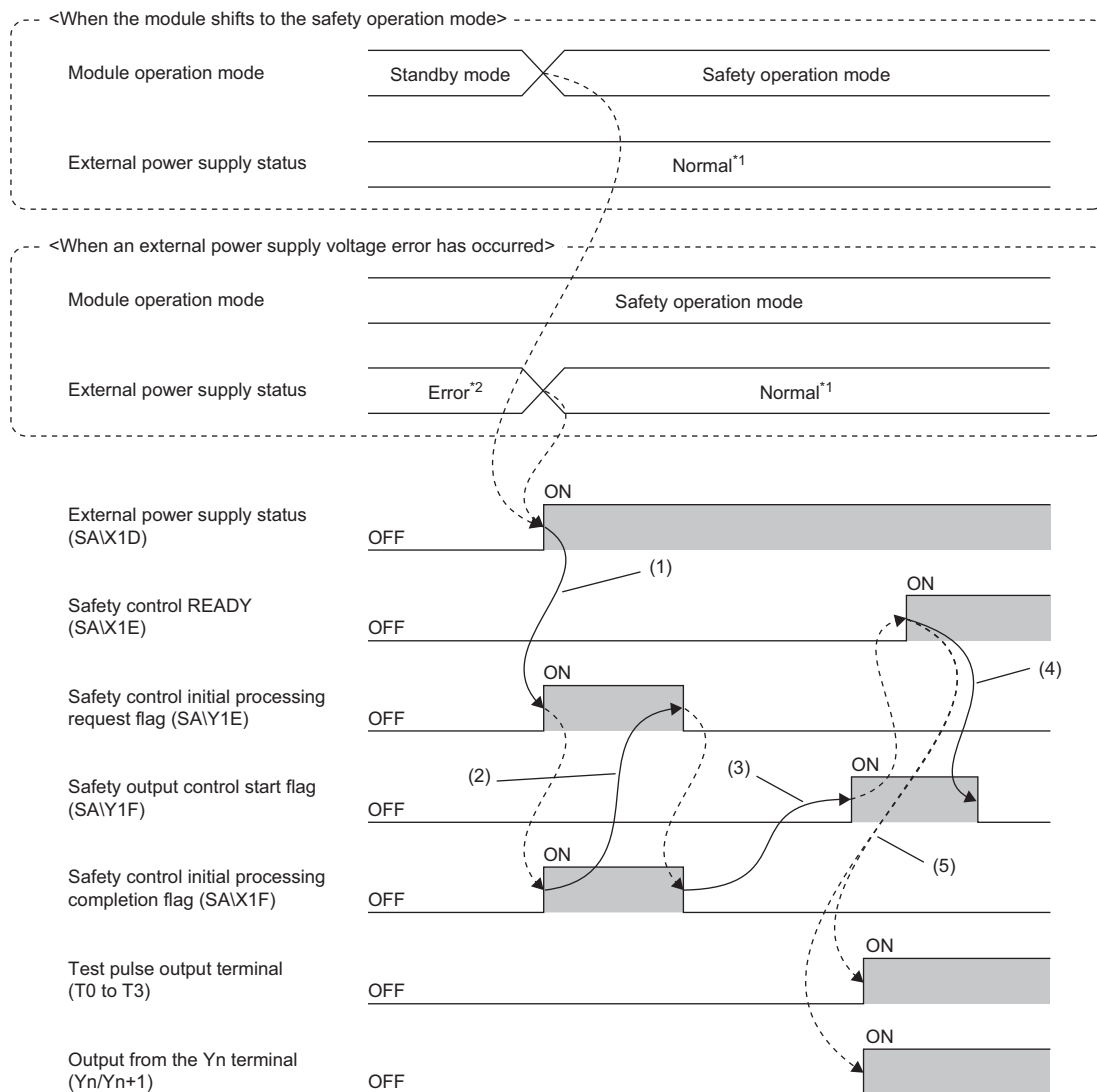 <When the module shifts to the safety operation mode>
Module operation mode
Standby mode
Safety operation mode
External power supply status
Normal*1
<When an external power supply voltage error has occurred>
Module operation mode
Safety operation mode
External power supply status
Error*2
Normal*1
External power supply status
(SA\X1D)
OFF
ON
(1)
Safety control READY
(SA\X1E)
OFF
ON
(4)
Safety control initial processing
request flag (SA\Y1E)
OFF
ON
(2)
(3)
Safety output control start flag
(SA\Y1F)
OFF
ON
(5)
Safety control initial processing
completion flag (SA\X1F)
OFF
ON
Test pulse output terminal
(T0 to T3)
OFF
ON
Output from the Yn terminal
(Yn/Yn+1)
OFF
ON